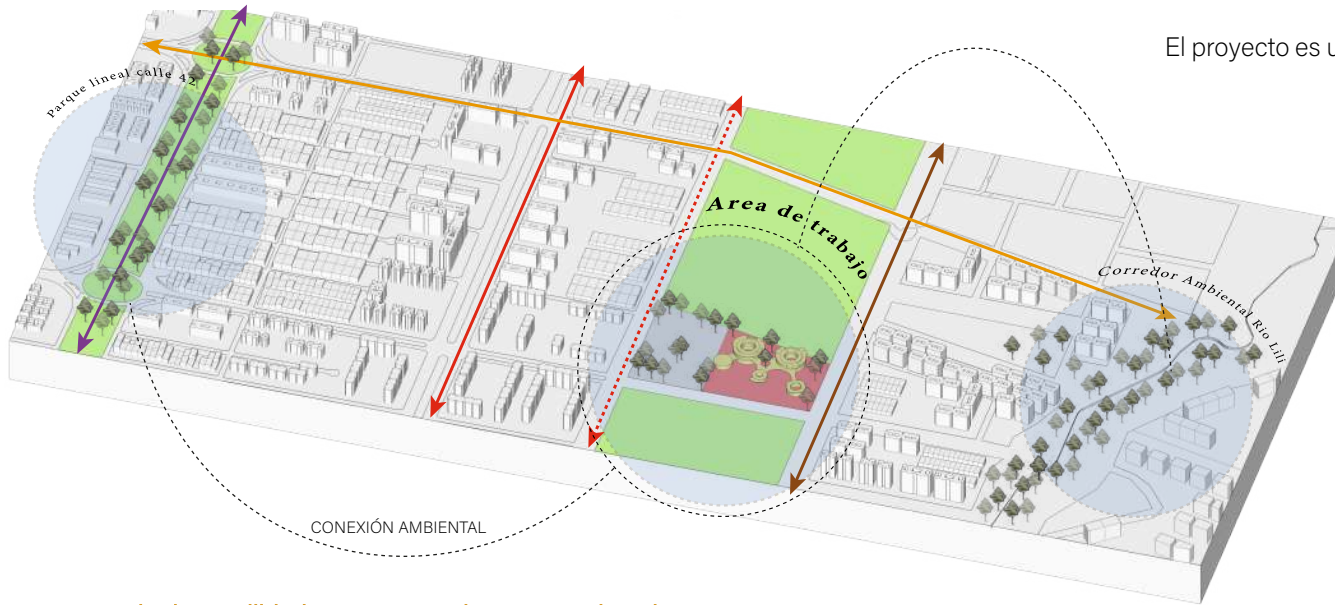 El proyecto es u
Parque lineal calle 42
Area de trabajo
Corredor Ambiental Rio Lili
CONEXIÓN AMBIENTAL